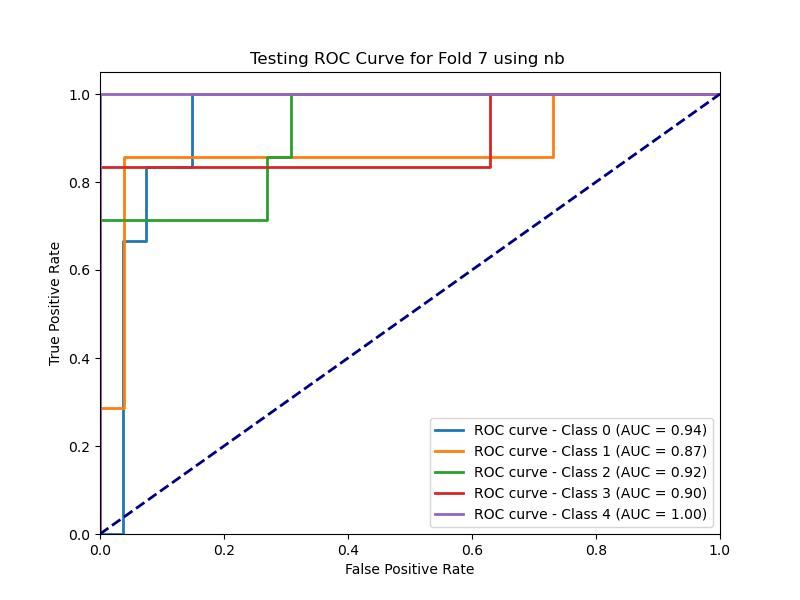 Testing ROC Curve for Fold 7 using nb
True Positive Rate
1.0
0.8
0.6
0.4
0.2
0.0
0.0
0.2
0.4
0.6
0.8
1.0
False Positive Rate
ROC curve - Class 0 (AUC = 0.94)
ROC curve - Class 1 (AUC = 0.87)
ROC curve - Class 2 (AUC = 0.92)
ROC curve - Class 3 (AUC = 0.90)
ROC curve - Class 4 (AUC = 1.00)